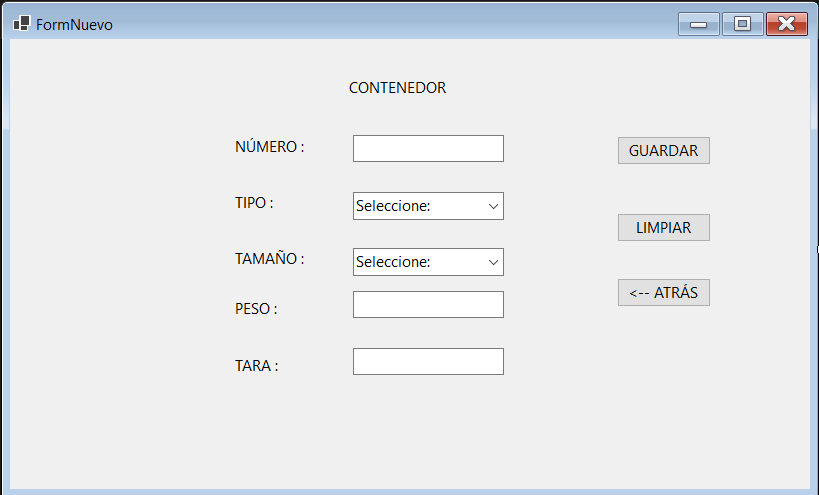 FormNuevo
CONTENEDOR
NÚMERO :
GUARDAR
TIPO :
Seleccione:
LIMPIAR
TAMAÑO :
Seleccione:
<-- ATRÁS
PESO :
TARA :